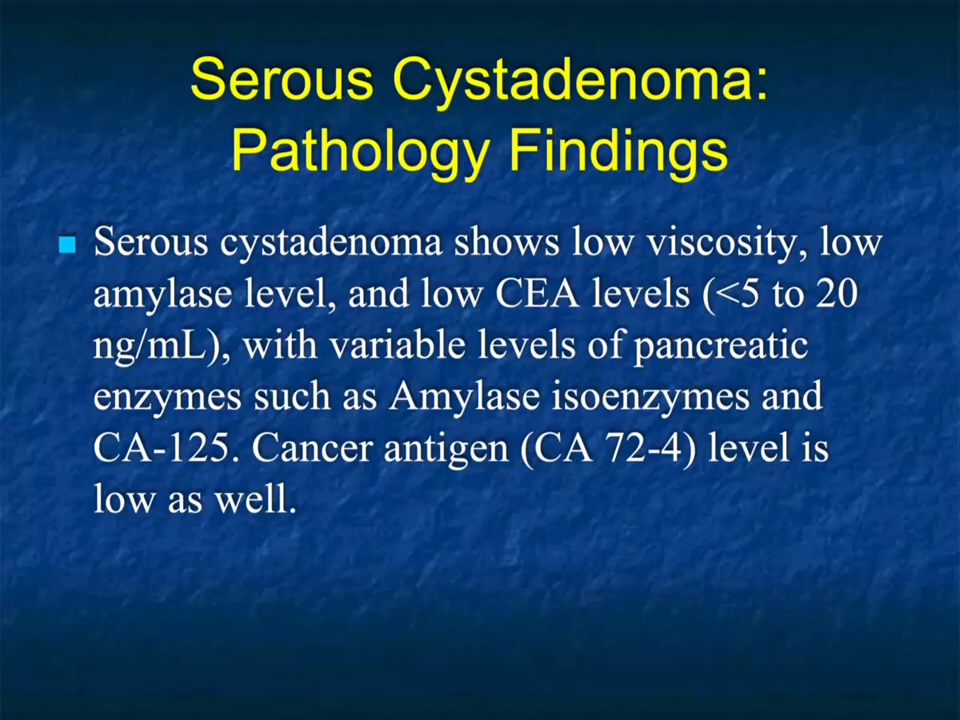 Serous Cystadenoma:
Pathology Findings
Serous cystadenoma shows low viscosity, low
amylase level, and low CEA levels (<5 to 20
ng/mL), with variable levels of pancreatic
enzymes such as Amylase isoenzymes and
CA-125. Cancer antigen (CA 72-4) level is
low as well.